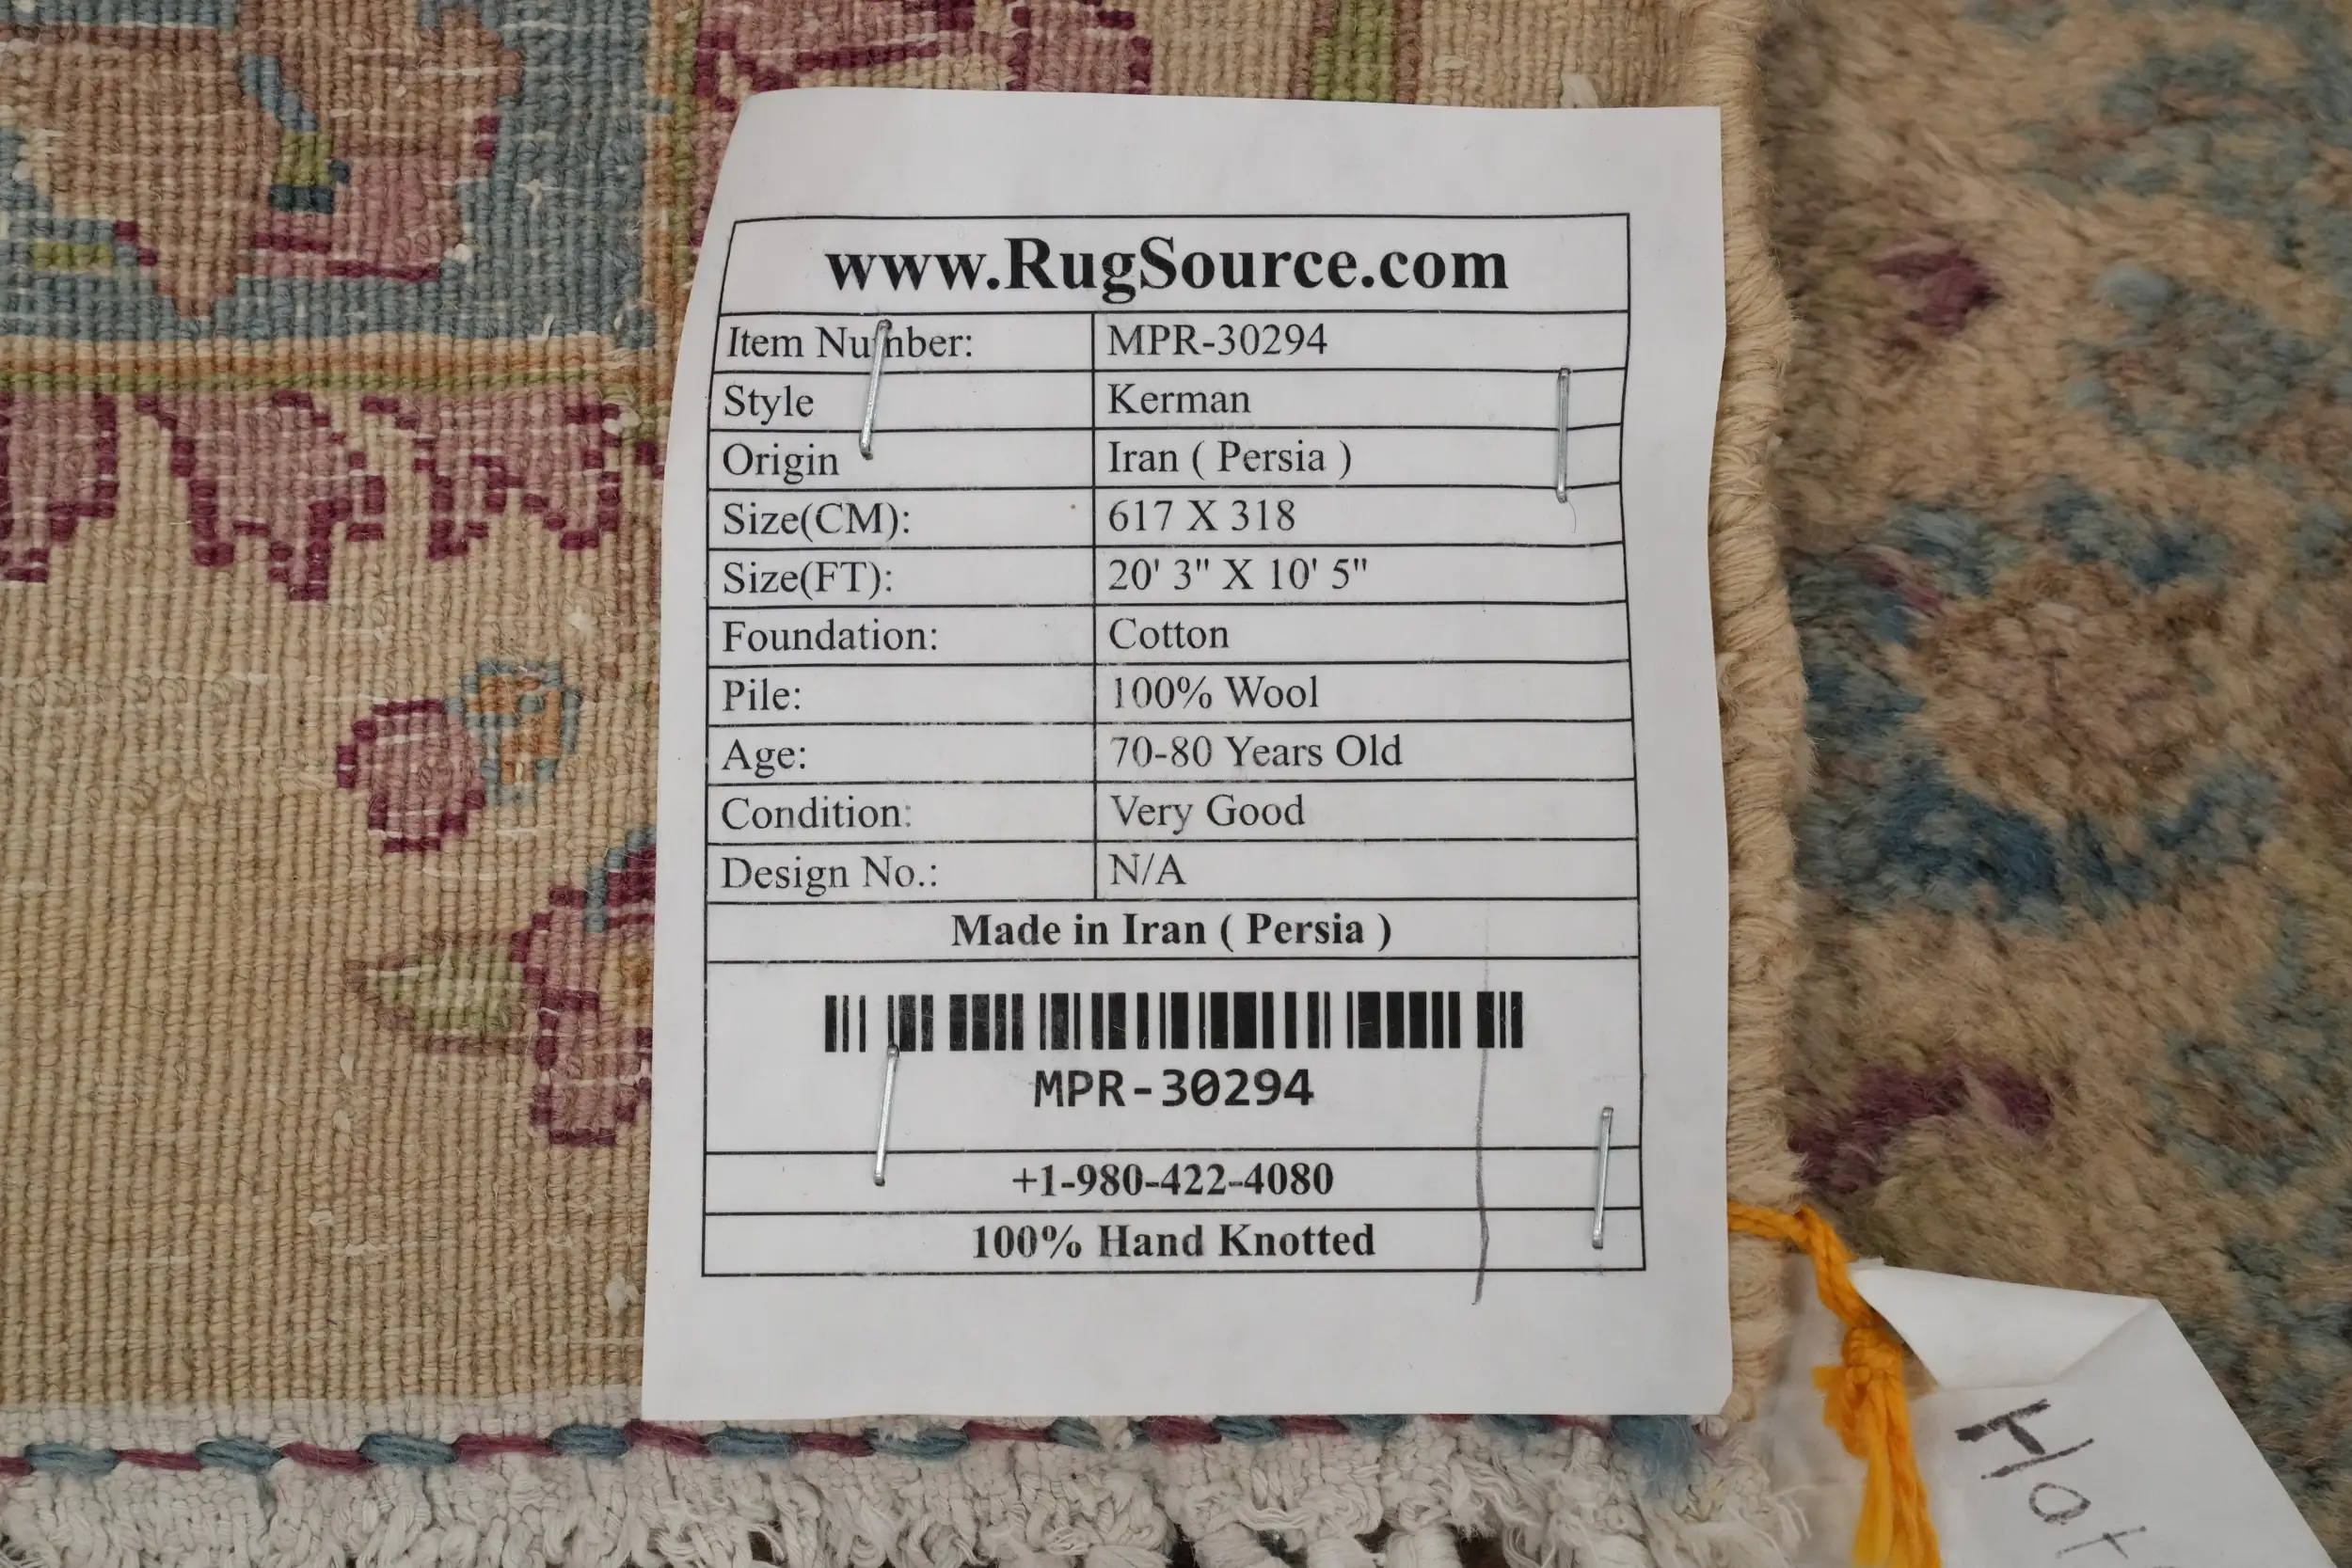 www.RugSource.com
Item Number: MPR-30294
Style Kerman
Origin Iran ( Persia )
Size(CM): 617 X 318
Size(FT): 20' 3" X 10' 5"
Foundation: Cotton
Pile: 100% Wool
Age: 70-80 Years Old
Condition: Very Good
Design No.: N/A
Made in Iran ( Persia )
MPR-30294
+1-980-422-4080
100% Hand Knotted